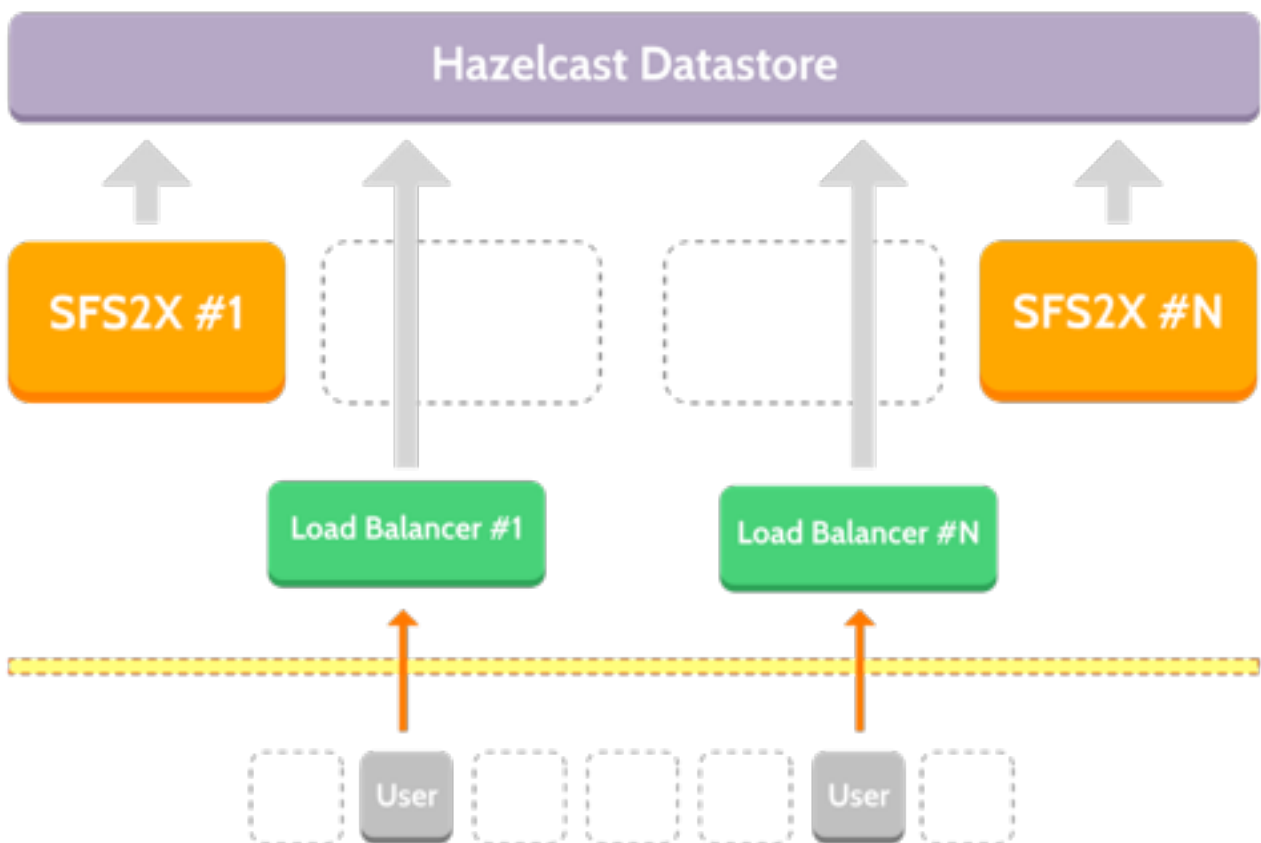 Hazelcast Datastore
SFS2X #1
SFS2X #N
Load Balancer #1
Load Balancer #N
User
User